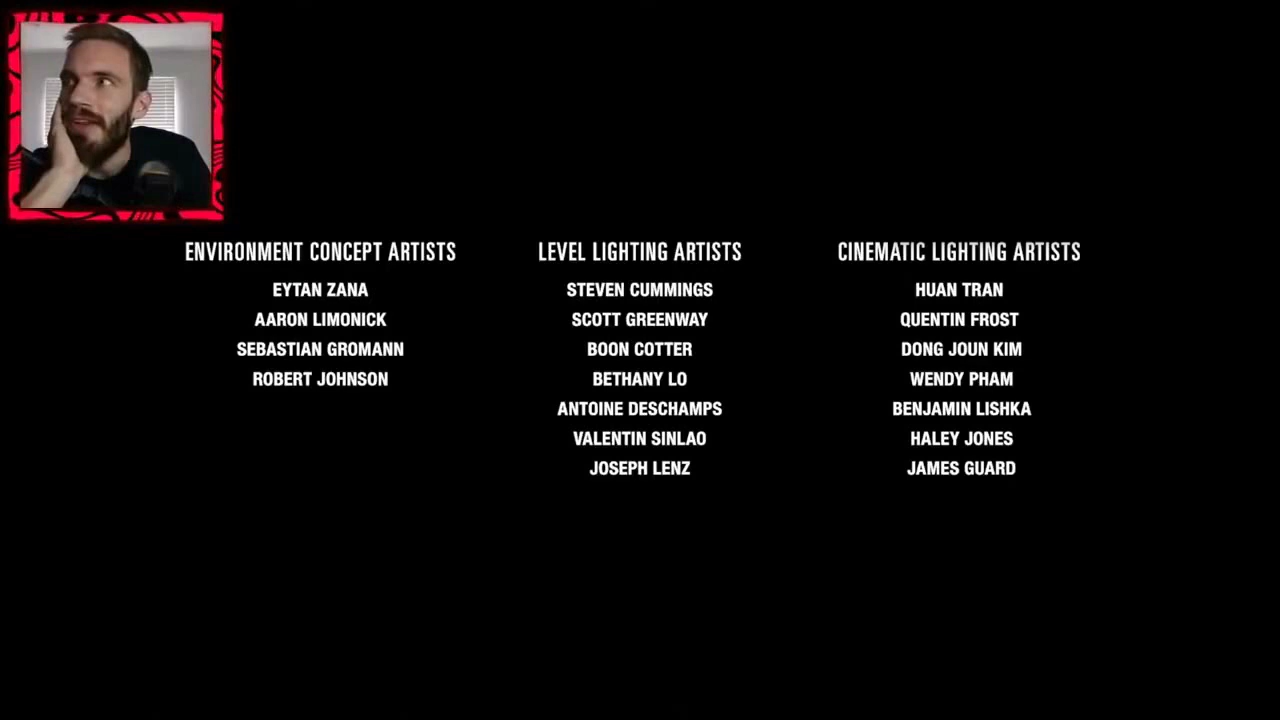 ENVIRONMENT CONCEPT ARTISTS
EYTAN ZANA
AARON LIMONICK
SEBASTIAN GROMANN
ROBERT JOHNSON
LEVEL LIGHTING ARTISTS
STEVEN CUMMINGS
SCOTT GREENWAY
BOON COTTER
BETHANY LO
ANTOINE DESCHAMPS
VALENTIN SINLAO
JOSEPH LENZ
CINEMATIC LIGHTING ARTISTS
HUAN TRAN
QUENTIN FROST
DONG JOUN KIM
WENDY PHAM
BENJAMIN LISHKA
HALEY JONES
JAMES GUARD